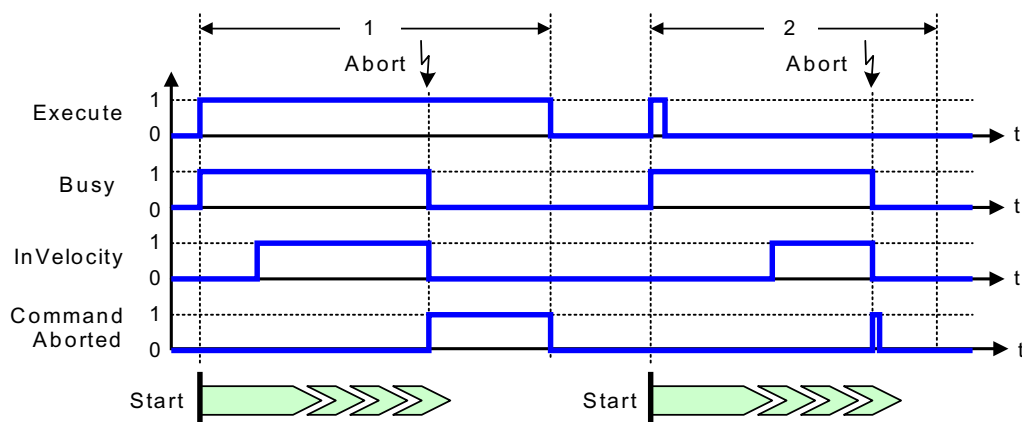 1
2
Abort
Abort
Execute
1
0
t
Busy
1
0
t
InVelocity
1
0
t
Command
Aborted
1
0
t
Start
Start